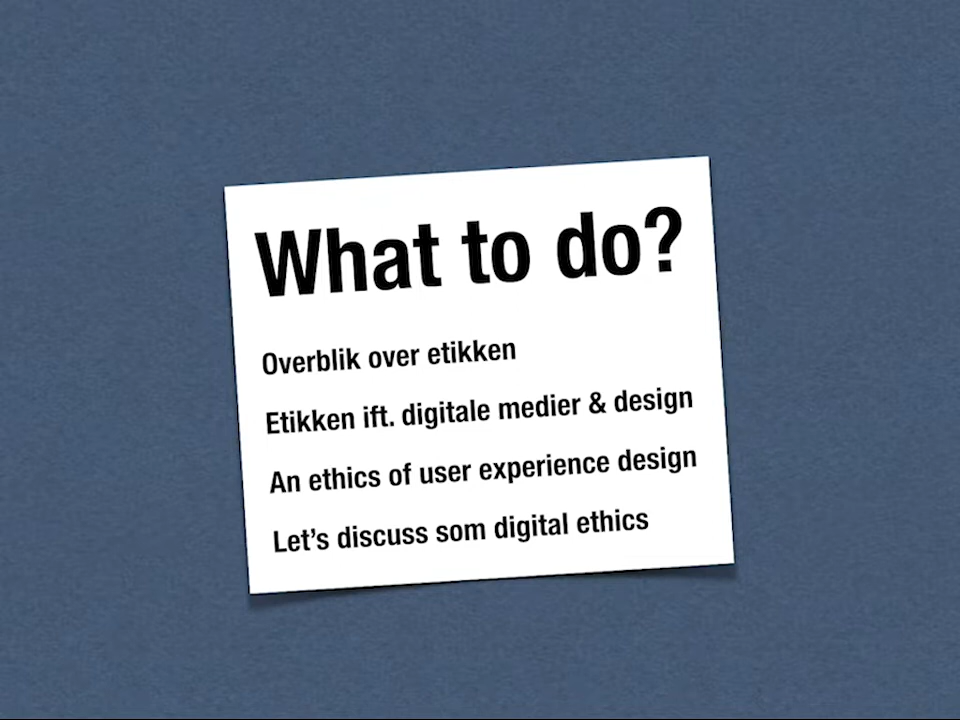 What to do?
Overblik over etikken
Etikken ift. digitale medier & design
An ethics of user experience design
Let’s discuss som digital ethics